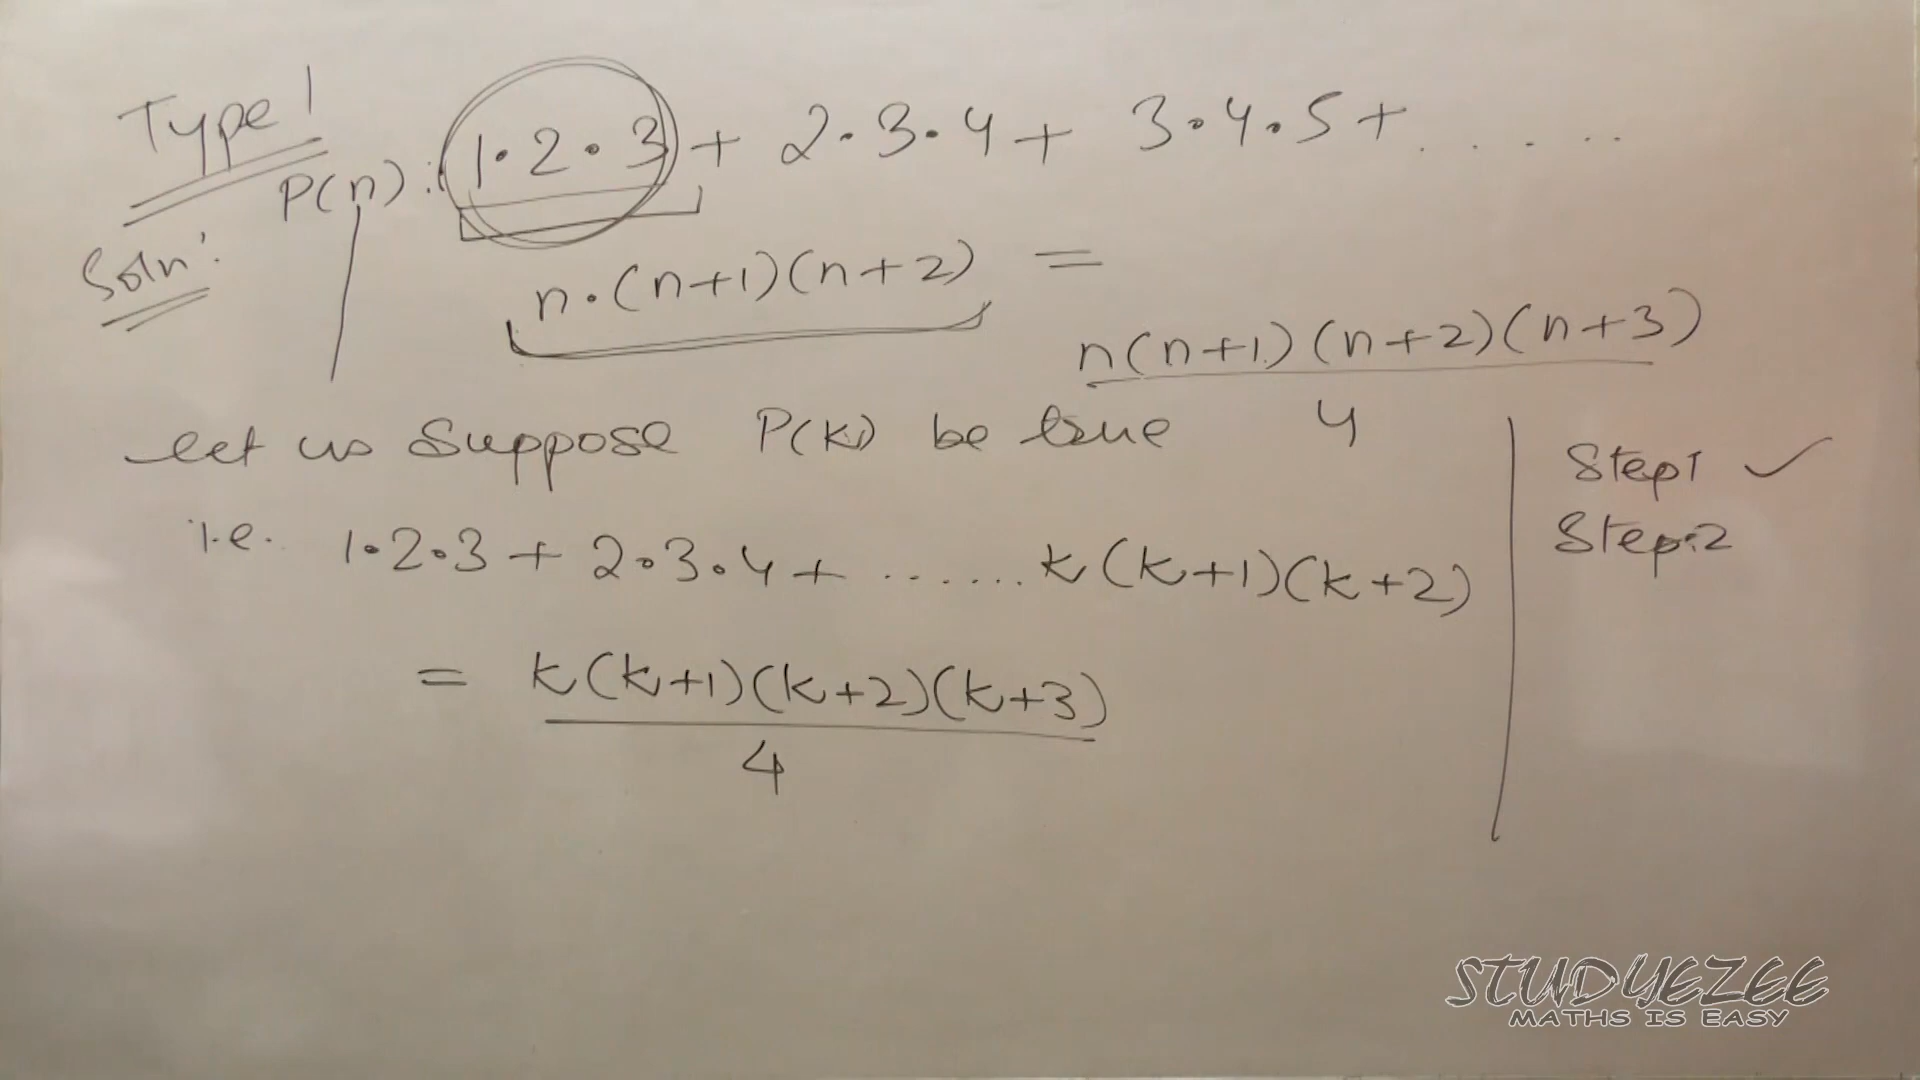 Type 1
P(n): 1·2·3 + 2·3·4 + 3·4·5 + .....
Soln:
n·(n+1)(n+2) =
n(n+1)(n+2)(n+3)
4
let us suppose P(k) be true
Step1 ✓
i.e. 1·2·3 + 2·3·4 + ...... k(k+1)(k+2)
Step:2
= k(k+1)(k+2)(k+3)
4
STUDYEZEE
MATHS IS EASY